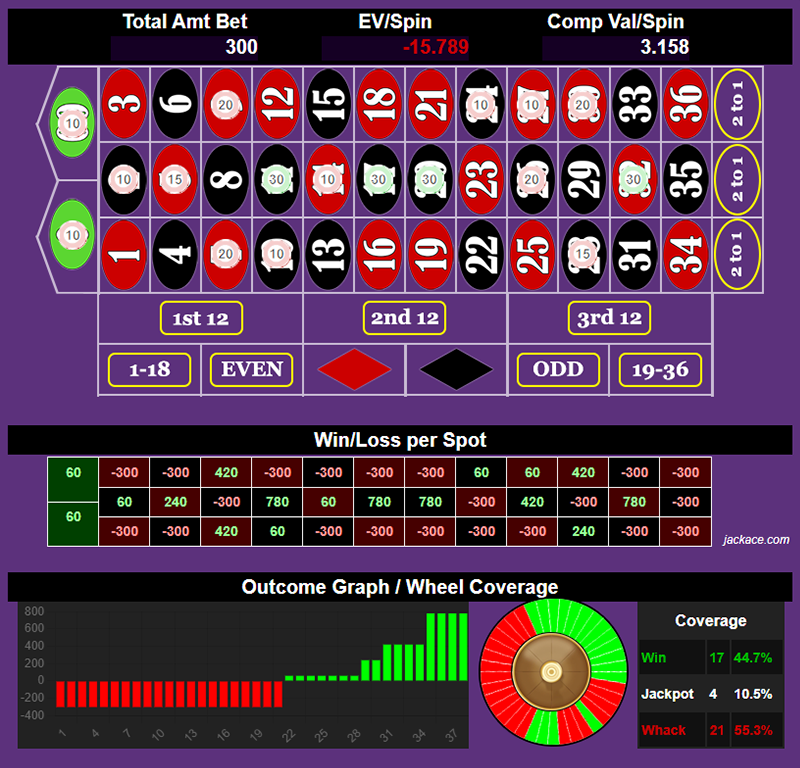 Total Amt Bet EV/Spin Comp Val/Spin
300 -15.789 3.158
3 6 20 12 15 18 21 10 10 20 33 36 2 to 1
10
10 15 8 30 10 30 30 23 20 29 30 35 2 to 1
10
1 4 20 10 13 16 19 22 25 15 31 34 2 to 1
1st 12 2nd 12 3rd 12
1-18 EVEN ODD 19-36
Win/Loss per Spot
60 -300 -300 420 -300 -300 -300 -300 60 60 420 -300 -300
60 240 -300 780 60 780 780 -300 420 -300 780 -300
60
-300 -300 420 60 -300 -300 -300 -300 -300 240 -300 -300
jackace.com
Outcome Graph / Wheel Coverage
800
600
400
200
0
-200
-400
1 4 7 10 13 16 19 22 25 28 31 34 37
Coverage
Win 17 44.7%
Jackpot 4 10.5%
Whack 21 55.3%